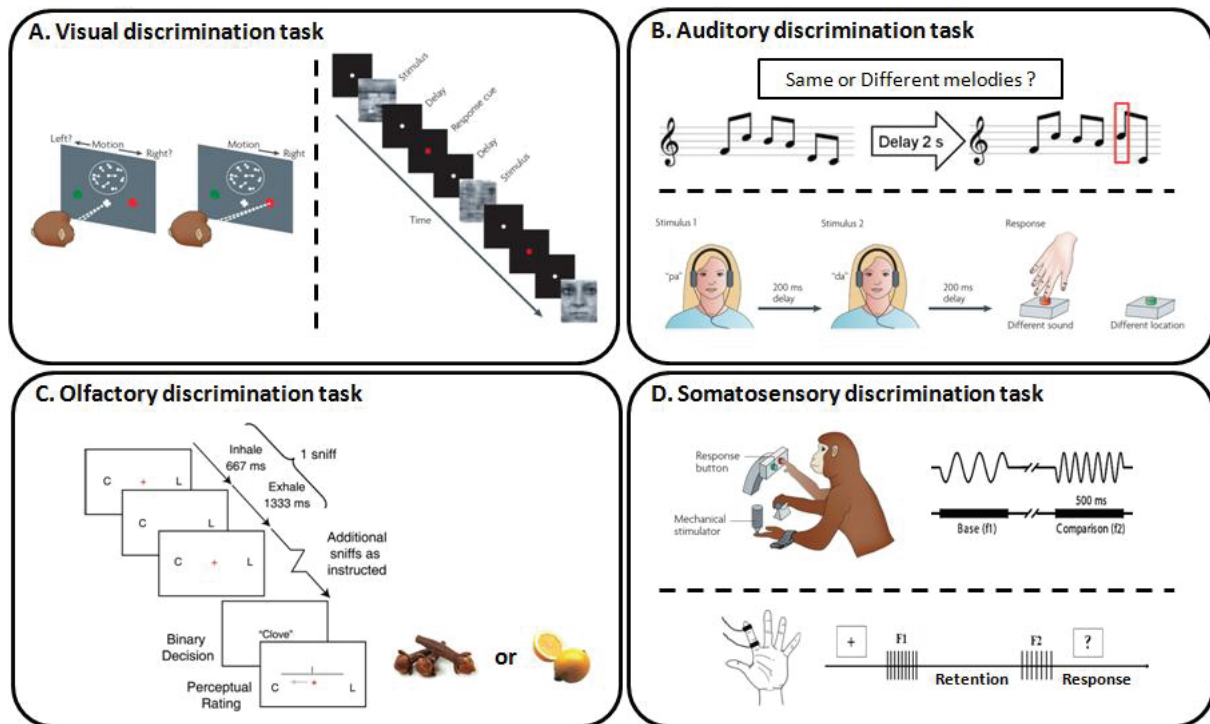 A. Visual discrimination task
Left?
Motion
Right?
Motion
Right
Stimulus
Delay
Response cue
Delay
Stimulus
Time
B. Auditory discrimination task
Same or Different melodies ?
Delay 2 s
Stimulus 1
Stimulus 2
Response
"pa"
200 ms
delay
"da"
200 ms
delay
Different sound
Different location
C. Olfactory discrimination task
Inhale
667 ms
1 sniff
Exhale
1333 ms
C + L
C L
C + L
Additional
sniffs as
instructed
Binary
Decision
"Clove"
Perceptual
Rating
C + L
or
D. Somatosensory discrimination task
Response
button
Mechanical
stimulator
500 ms
Base (f1)
Comparison (f2)
+
F1
F2
?
Retention
Response